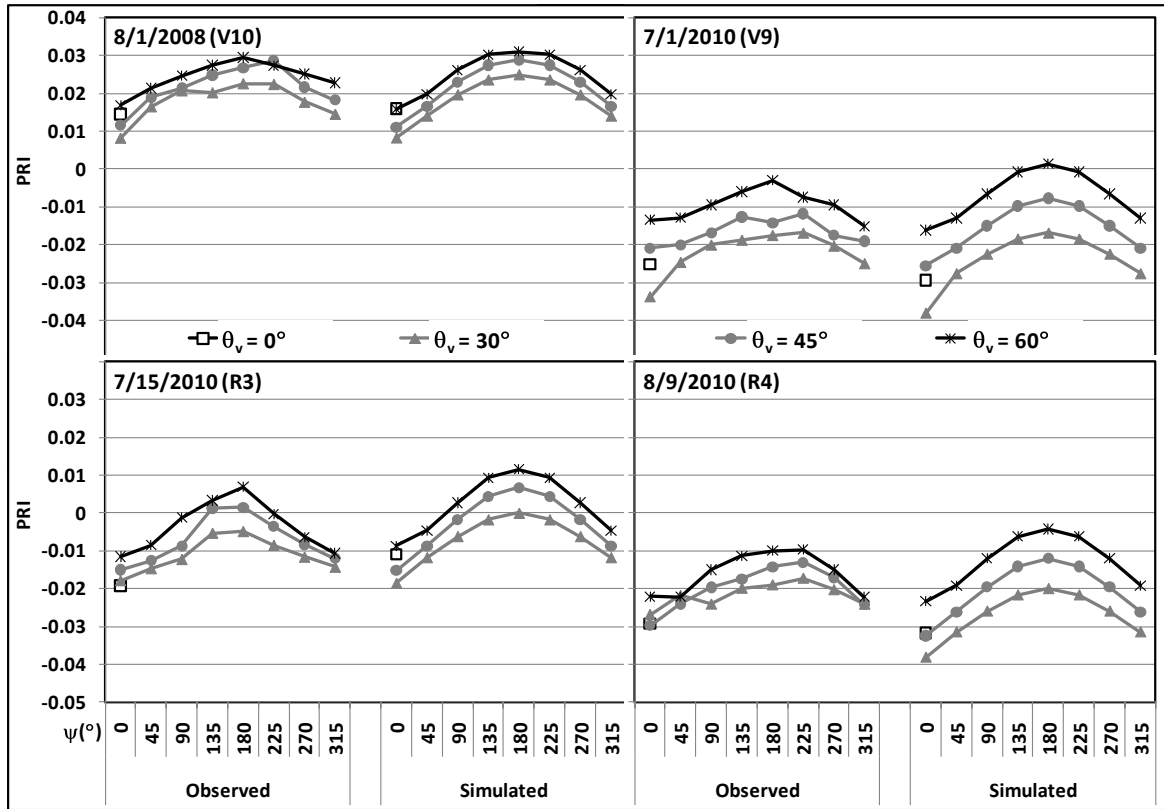 8/1/2008 (V10)
7/1/2010 (V9)
0.04
0.03
0.02
0.01
0
-0.01
-0.02
-0.03
-0.04
PRI
θv = 0°
θv = 30°
θv = 45°
θv = 60°
7/15/2010 (R3)
8/9/2010 (R4)
0.03
0.02
0.01
0
-0.01
-0.02
-0.03
-0.04
-0.05
PRI
ψ(°)
0 45 90 135 180 225 270 315 0 45 90 135 180 225 270 315 0 45 90 135 180 225 270 315 0 45 90 135 180 225 270 315
Observed Simulated Observed Simulated